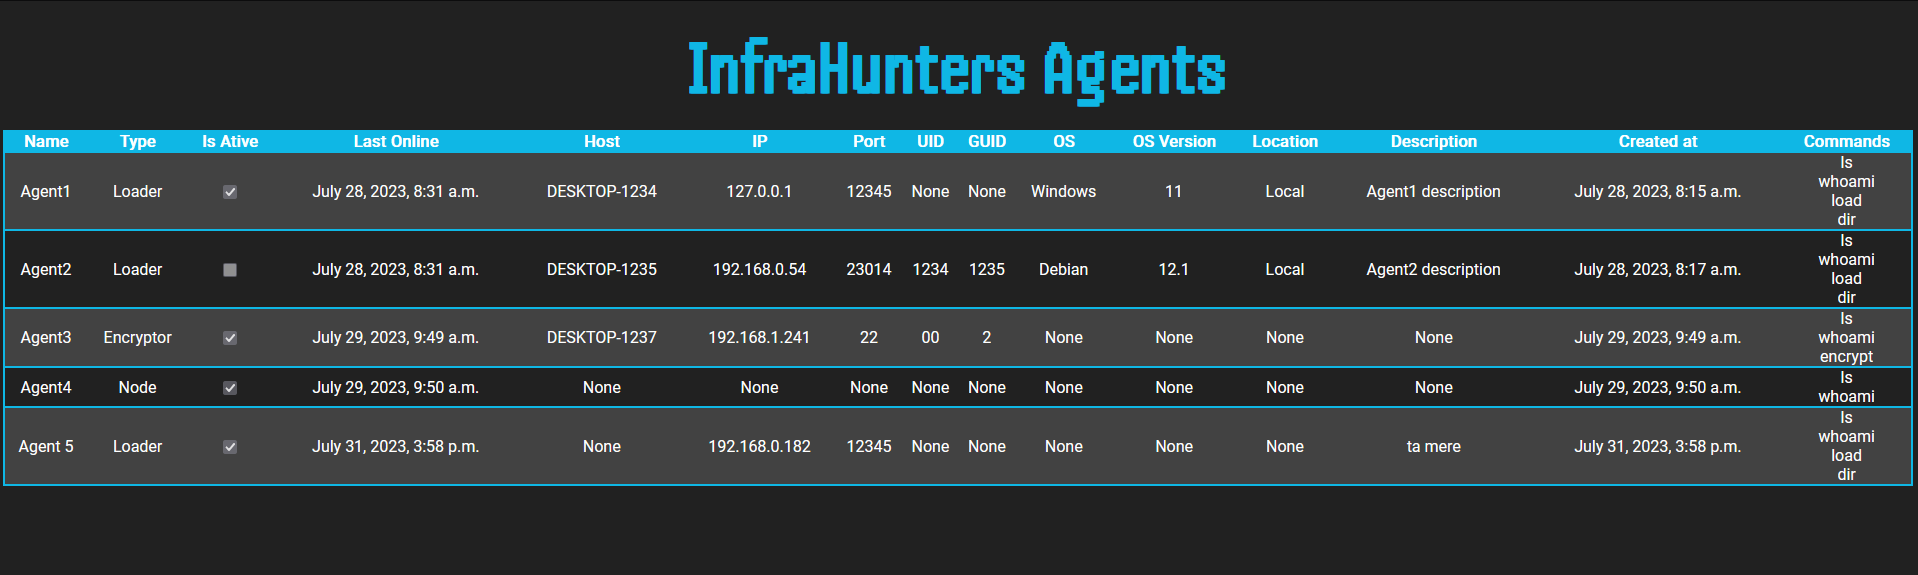 InfraHunters Agents
Name Type Is Ative Last Online Host IP Port UID GUID OS OS Version Location Description Created at Commands
Agent1 Loader July 28, 2023, 8:31 a.m. DESKTOP-1234 127.0.0.1 12345 None None Windows 11 Local Agent1 description July 28, 2023, 8:15 a.m. ls
whoami
load
dir
Agent2 Loader July 28, 2023, 8:31 a.m. DESKTOP-1235 192.168.0.54 23014 1234 1235 Debian 12.1 Local Agent2 description July 28, 2023, 8:17 a.m. ls
whoami
load
dir
Agent3 Encryptor July 29, 2023, 9:49 a.m. DESKTOP-1237 192.168.1.241 22 00 2 None None None None July 29, 2023, 9:49 a.m. ls
whoami
encrypt
Agent4 Node July 29, 2023, 9:50 a.m. None None None None None None None None None July 29, 2023, 9:50 a.m. ls
whoami
Agent 5 Loader July 31, 2023, 3:58 p.m. None 192.168.0.182 12345 None None None None None ta mere July 31, 2023, 3:58 p.m. ls
whoami
load
dir